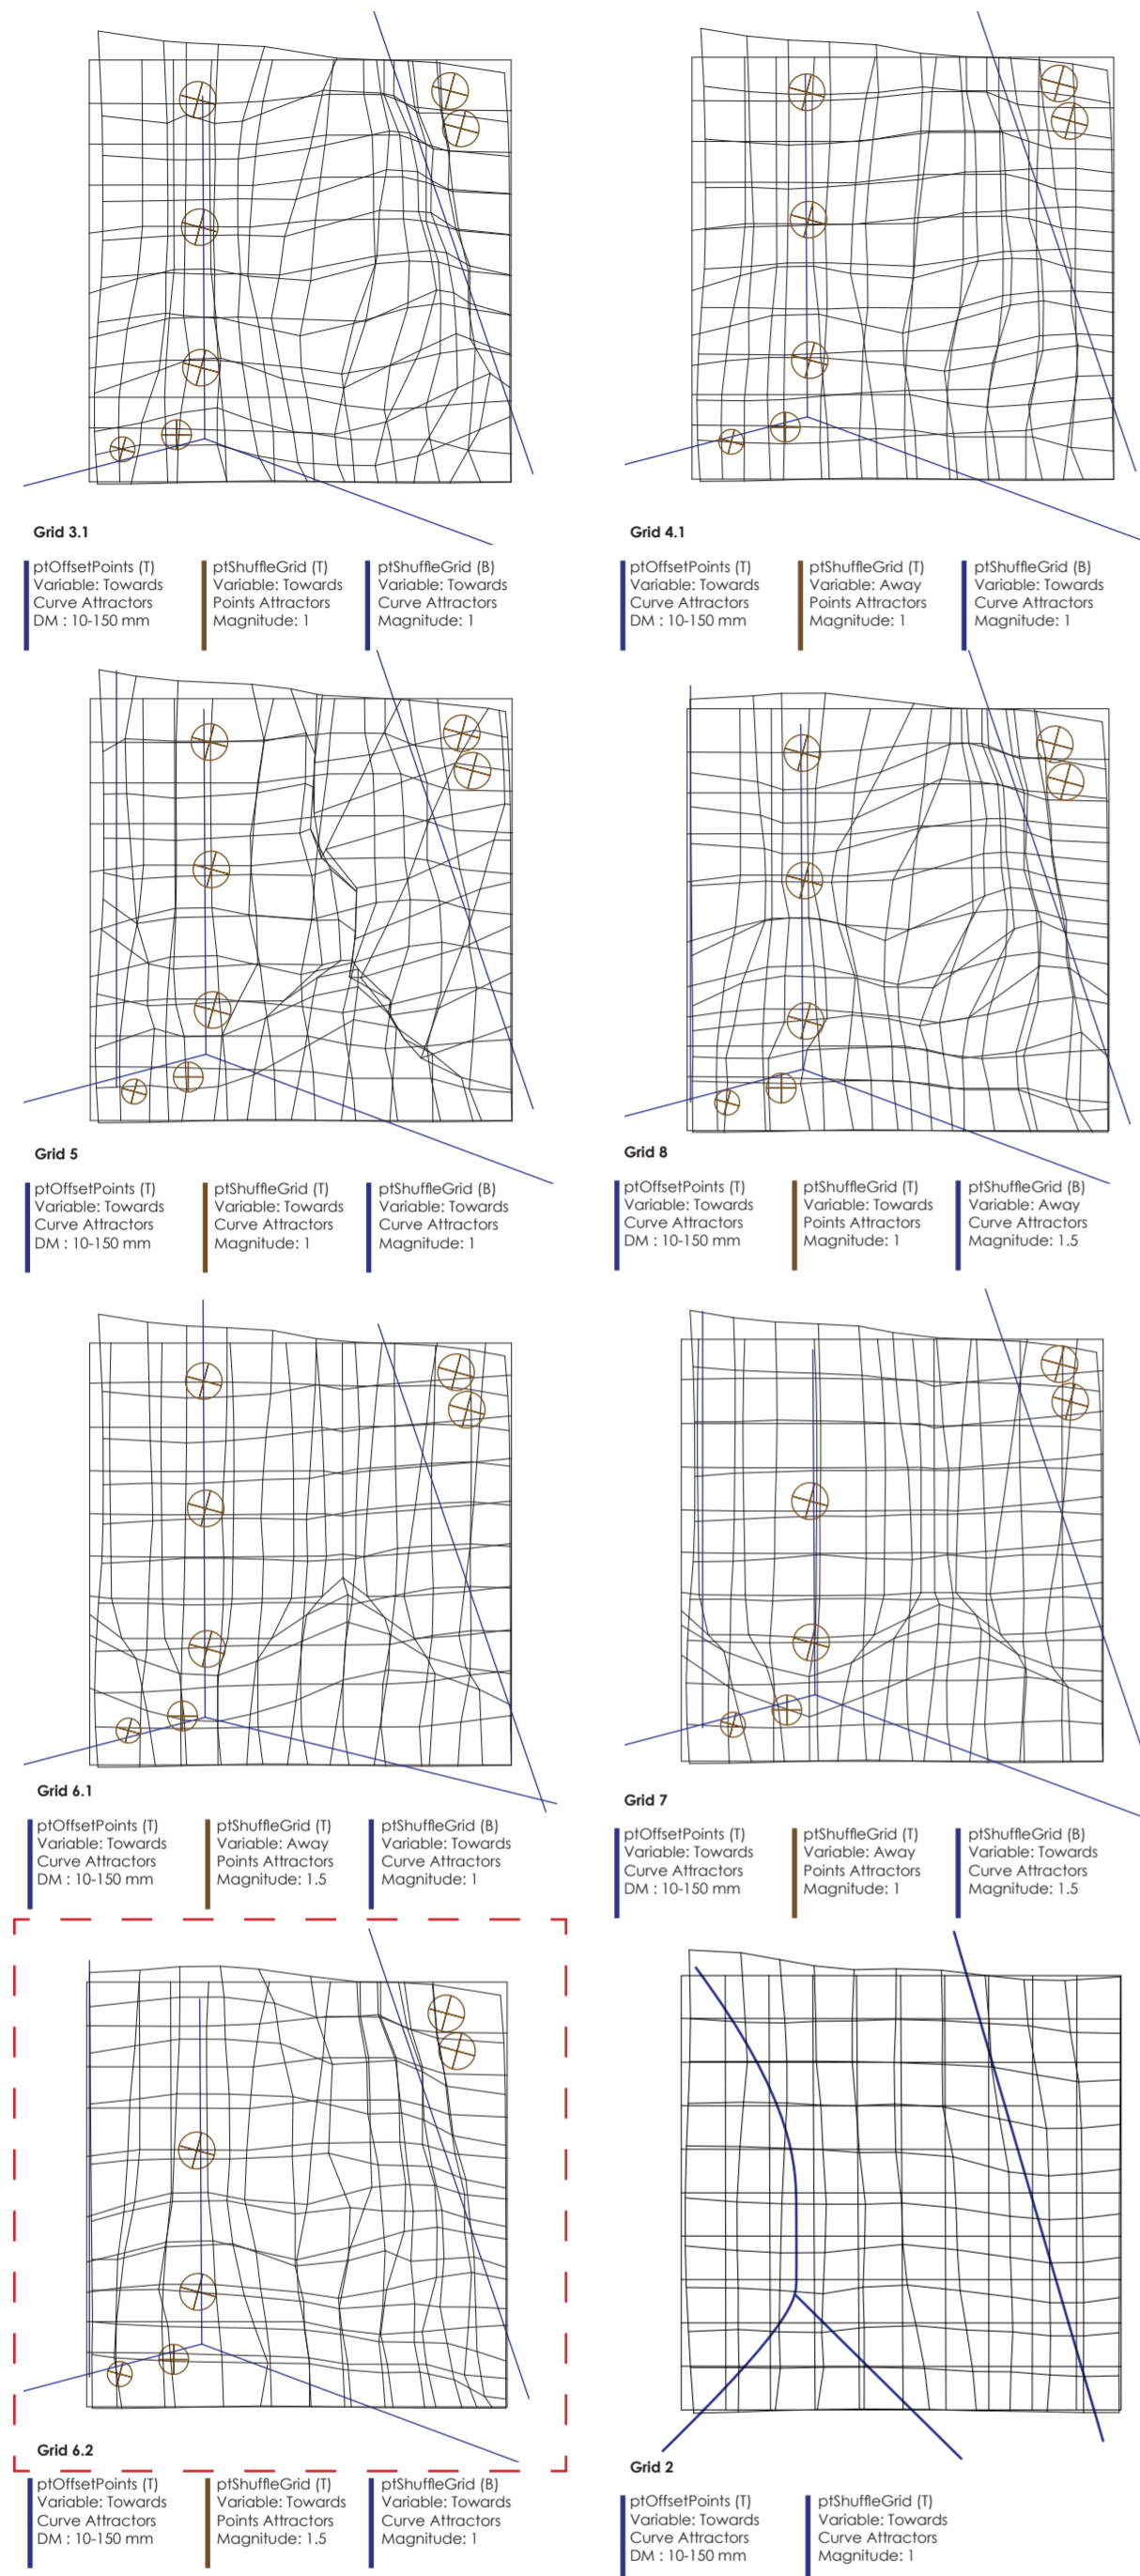 Grid 3.1
ptOffsetPoints (T)
Variable: Towards
Curve Attractors
DM : 10-150 mm
ptShuffleGrid (T)
Variable: Towards
Points Attractors
Magnitude: 1
ptShuffleGrid (B)
Variable: Towards
Curve Attractors
Magnitude: 1
Grid 4.1
ptOffsetPoints (T)
Variable: Towards
Curve Attractors
DM : 10-150 mm
ptShuffleGrid (T)
Variable: Away
Points Attractors
Magnitude: 1
ptShuffleGrid (B)
Variable: Towards
Curve Attractors
Magnitude: 1
Grid 5
ptOffsetPoints (T)
Variable: Towards
Curve Attractors
DM : 10-150 mm
ptShuffleGrid (T)
Variable: Towards
Curve Attractors
Magnitude: 1
ptShuffleGrid (B)
Variable: Towards
Curve Attractors
Magnitude: 1
Grid 8
ptOffsetPoints (T)
Variable: Towards
Curve Attractors
DM : 10-150 mm
ptShuffleGrid (T)
Variable: Towards
Points Attractors
Magnitude: 1
ptShuffleGrid (B)
Variable: Away
Curve Attractors
Magnitude: 1.5
Grid 6.1
ptOffsetPoints (T)
Variable: Towards
Curve Attractors
DM : 10-150 mm
ptShuffleGrid (T)
Variable: Away
Points Attractors
Magnitude: 1.5
ptShuffleGrid (B)
Variable: Towards
Curve Attractors
Magnitude: 1
Grid 7
ptOffsetPoints (T)
Variable: Towards
Curve Attractors
DM : 10-150 mm
ptShuffleGrid (T)
Variable: Away
Points Attractors
Magnitude: 1
ptShuffleGrid (B)
Variable: Towards
Curve Attractors
Magnitude: 1.5
Grid 6.2
ptOffsetPoints (T)
Variable: Towards
Curve Attractors
DM : 10-150 mm
ptShuffleGrid (T)
Variable: Towards
Points Attractors
Magnitude: 1.5
ptShuffleGrid (B)
Variable: Towards
Curve Attractors
Magnitude: 1
Grid 2
ptOffsetPoints (T)
Variable: Towards
Curve Attractors
DM : 10-150 mm
ptShuffleGrid (T)
Variable: Towards
Curve Attractors
Magnitude: 1